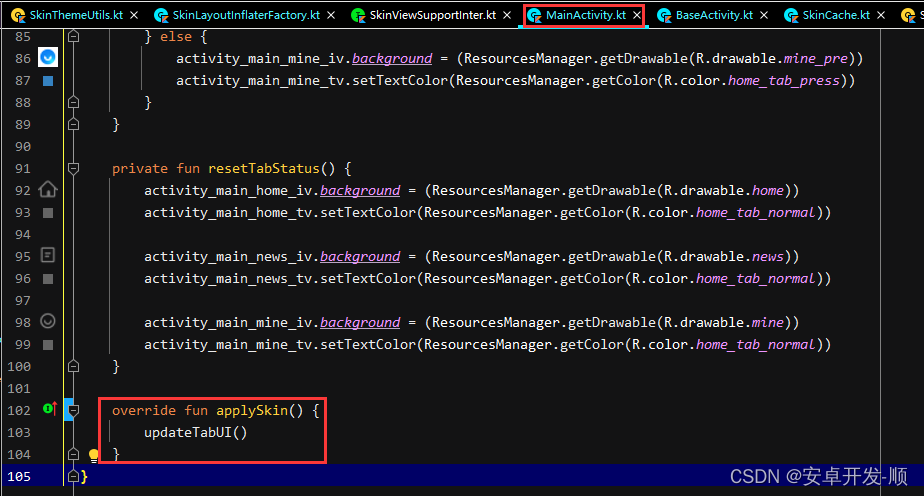 SkinThemeUtils.kt × SkinLayoutInflaterFactory.kt × SkinViewSupportInter.kt × MainActivity.kt × BaseActivity.kt × SkinCache.kt ×
85 } else {
86 activity_main_mine_iv.background = (ResourcesManager.getDrawable(R.drawable.mine_pre))
87 activity_main_mine_tv.setTextColor(ResourcesManager.getColor(R.color.home_tab_press))
88 }
89 }
90
91 private fun resetTabStatus() {
92 activity_main_home_iv.background = (ResourcesManager.getDrawable(R.drawable.home))
93 activity_main_home_tv.setTextColor(ResourcesManager.getColor(R.color.home_tab_normal))
94
95 activity_main_news_iv.background = (ResourcesManager.getDrawable(R.drawable.news))
96 activity_main_news_tv.setTextColor(ResourcesManager.getColor(R.color.home_tab_normal))
97
98 activity_main_mine_iv.background = (ResourcesManager.getDrawable(R.drawable.mine))
99 activity_main_mine_tv.setTextColor(ResourcesManager.getColor(R.color.home_tab_normal))
100 }
101
102 override fun applySkin() {
103 updateTabUI()
104 }
105 }
CSDN @安卓开发-顺